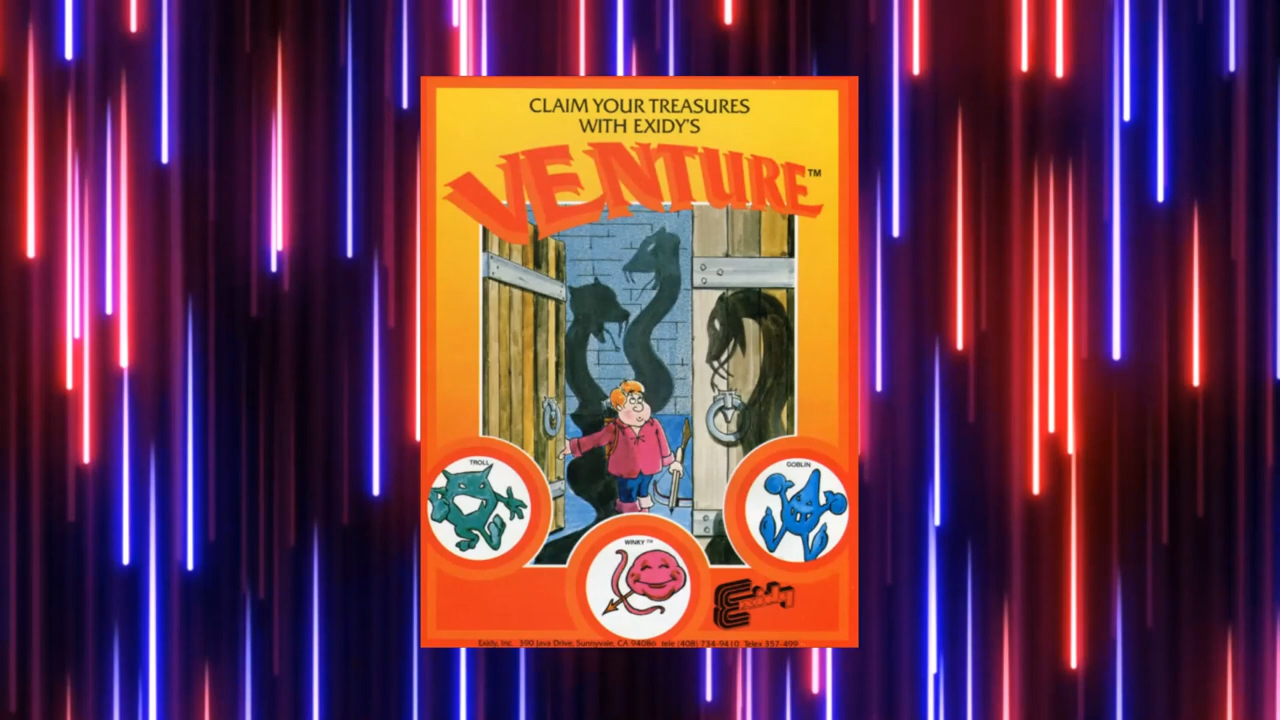 CLAIM YOUR TREASURES
WITH EXIDY'S
VENTURE™
TROLL
GOBLIN
WINKY™
Exidy
Exidy, Inc. 390 Java Drive, Sunnyvale, CA 94086 tele (408) 734-9410 Telex 357-499